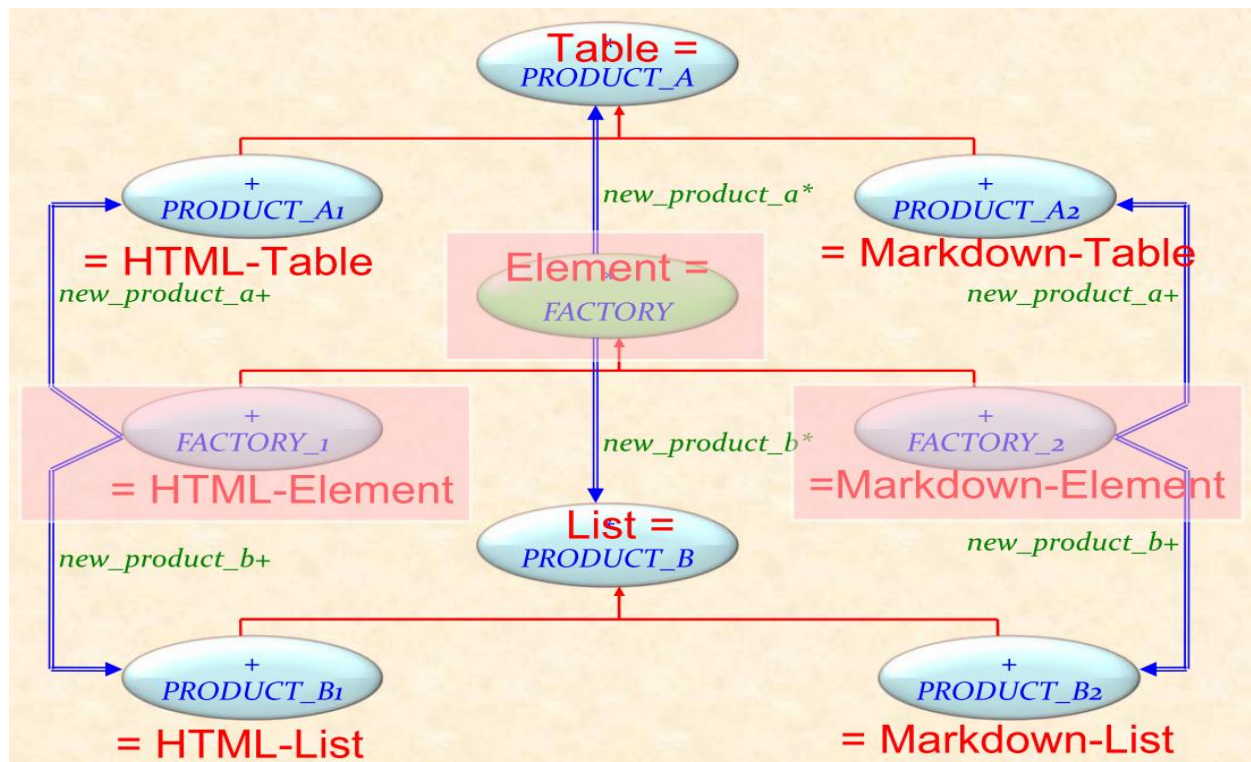 Table =
*
PRODUCT_A
+
PRODUCT_A1
= HTML-Table
new_product_a*
+
PRODUCT_A2
= Markdown-Table
new_product_a+
Element =
*
FACTORY
new_product_a+
+
FACTORY_1
= HTML-Element
new_product_b*
+
FACTORY_2
=Markdown-Element
new_product_b+
List =
*
PRODUCT_B
new_product_b+
+
PRODUCT_B1
= HTML-List
+
PRODUCT_B2
= Markdown-List